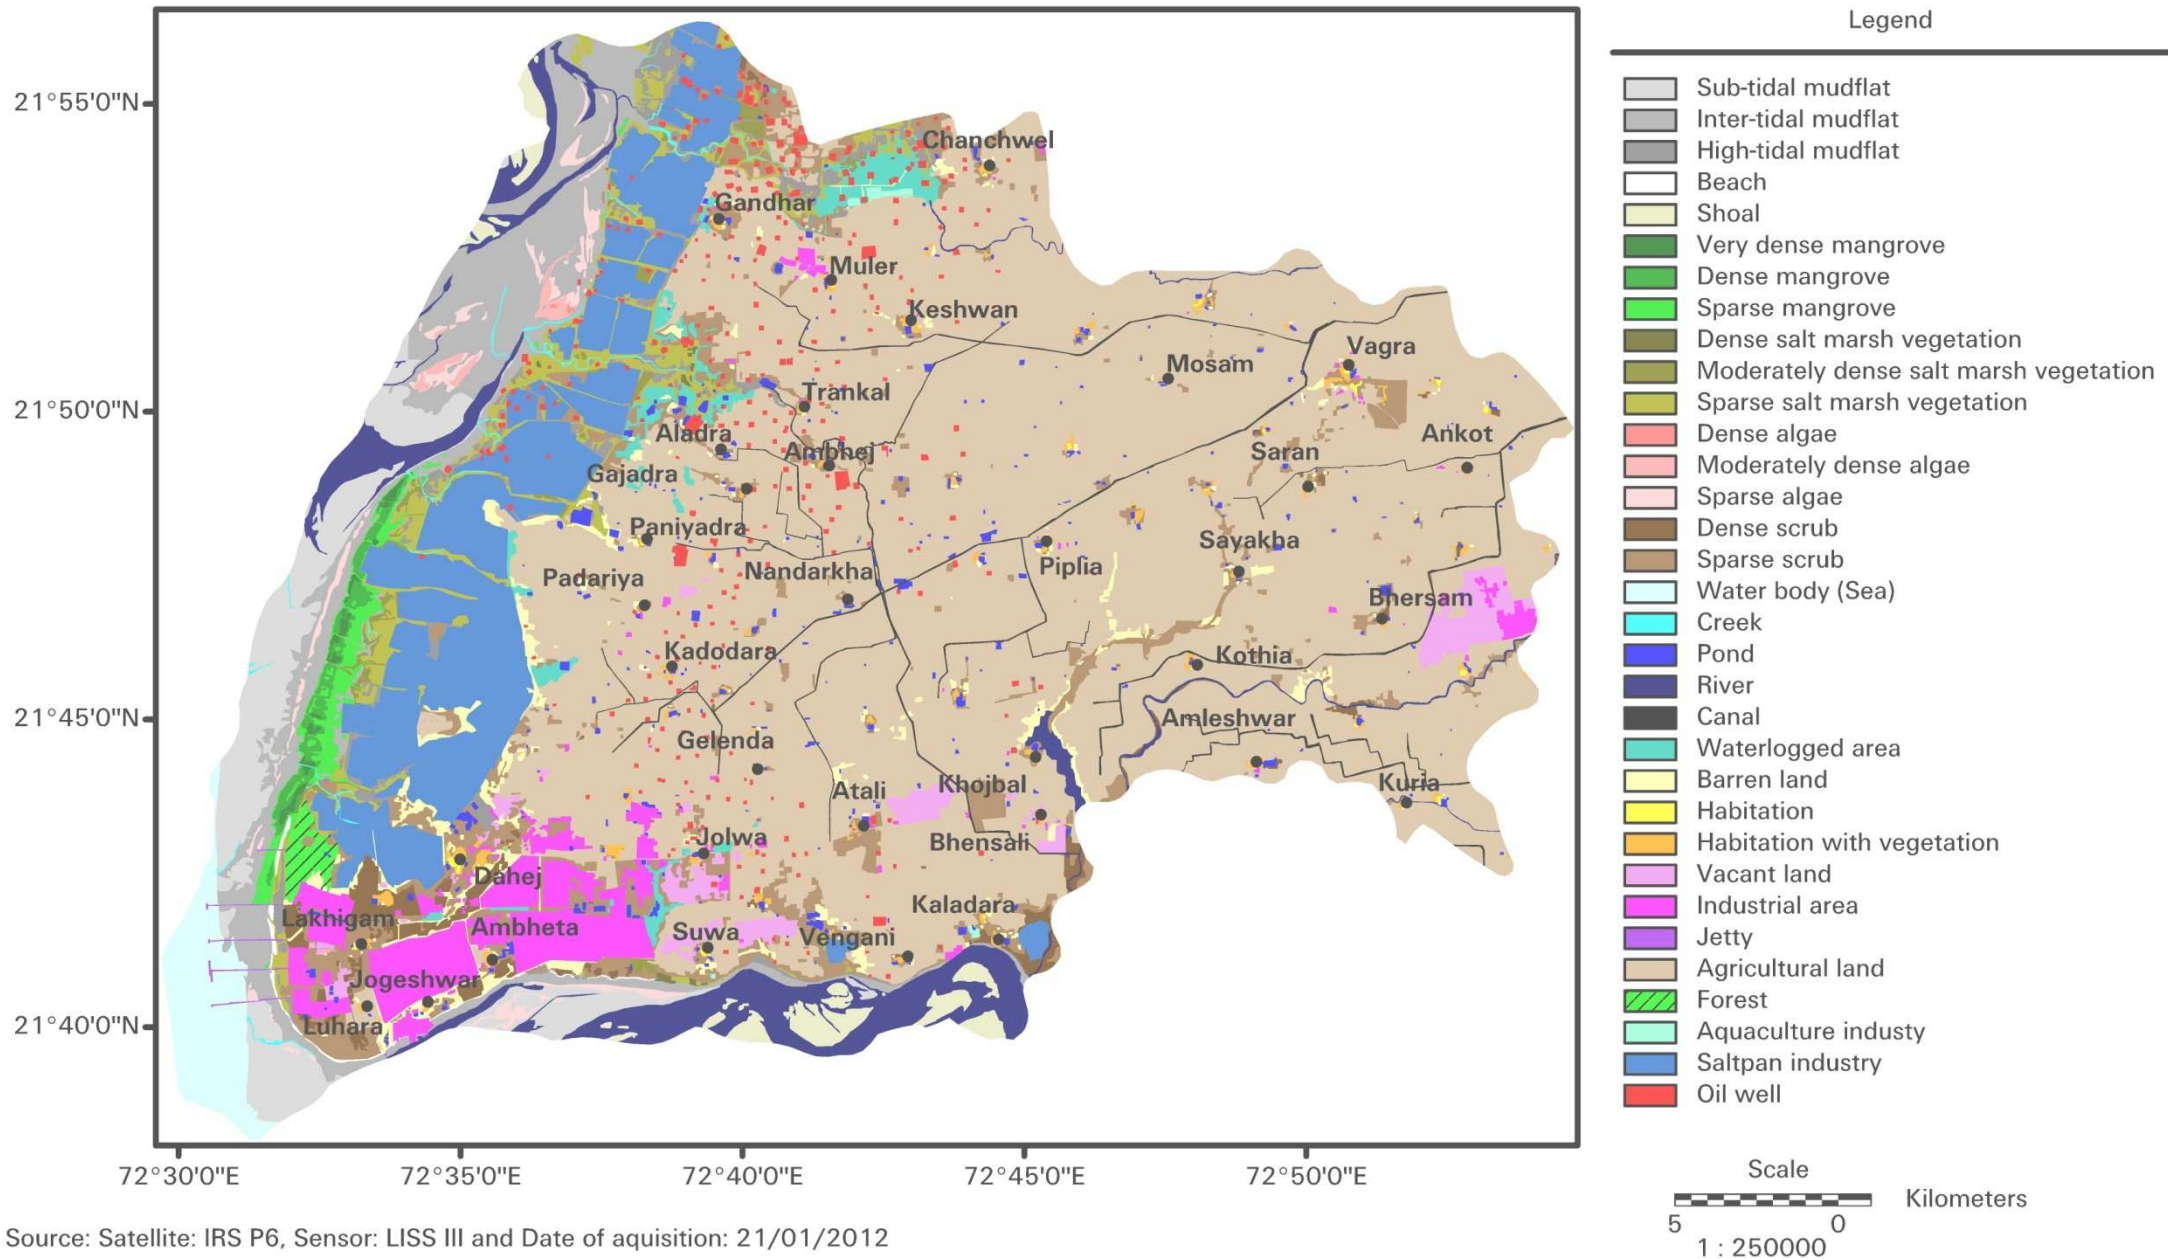 Legend
Sub-tidal mudflat
Inter-tidal mudflat
High-tidal mudflat
Beach
Shoal
Very dense mangrove
Dense mangrove
Sparse mangrove
Dense salt marsh vegetation
Moderately dense salt marsh vegetation
Sparse salt marsh vegetation
Dense algae
Moderately dense algae
Sparse algae
Dense scrub
Sparse scrub
Water body (Sea)
Creek
Pond
River
Canal
Waterlogged area
Barren land
Habitation
Habitation with vegetation
Vacant land
Industrial area
Jetty
Agricultural land
Forest
Aquaculture industy
Saltpan industry
Oil well
Scale
Kilometers
5 0
1 : 250000
21°55'0"N
21°50'0"N
21°45'0"N
21°40'0"N
72°30'0"E 72°35'0"E 72°40'0"E 72°45'0"E 72°50'0"E
Chanchwel
Gandhar
Muler
Keshwan
Vagra
Mosam
Trankal
Aladra
Ankot
Ambhej
Saran
Gajadra
Paniyadra
Sayakha
Padariya
Nandarkha
Piplia
Bhersam
Kadodara
Kothia
Amleshwar
Gelenda
Khojbal
Kuria
Atali
Jolwa
Bhensali
Dahej
Kaladara
Lakhigam
Ambheta
Suwa
Vengani
Jogeshwar
Luhara
Source: Satellite: IRS P6, Sensor: LISS III and Date of aquisition: 21/01/2012